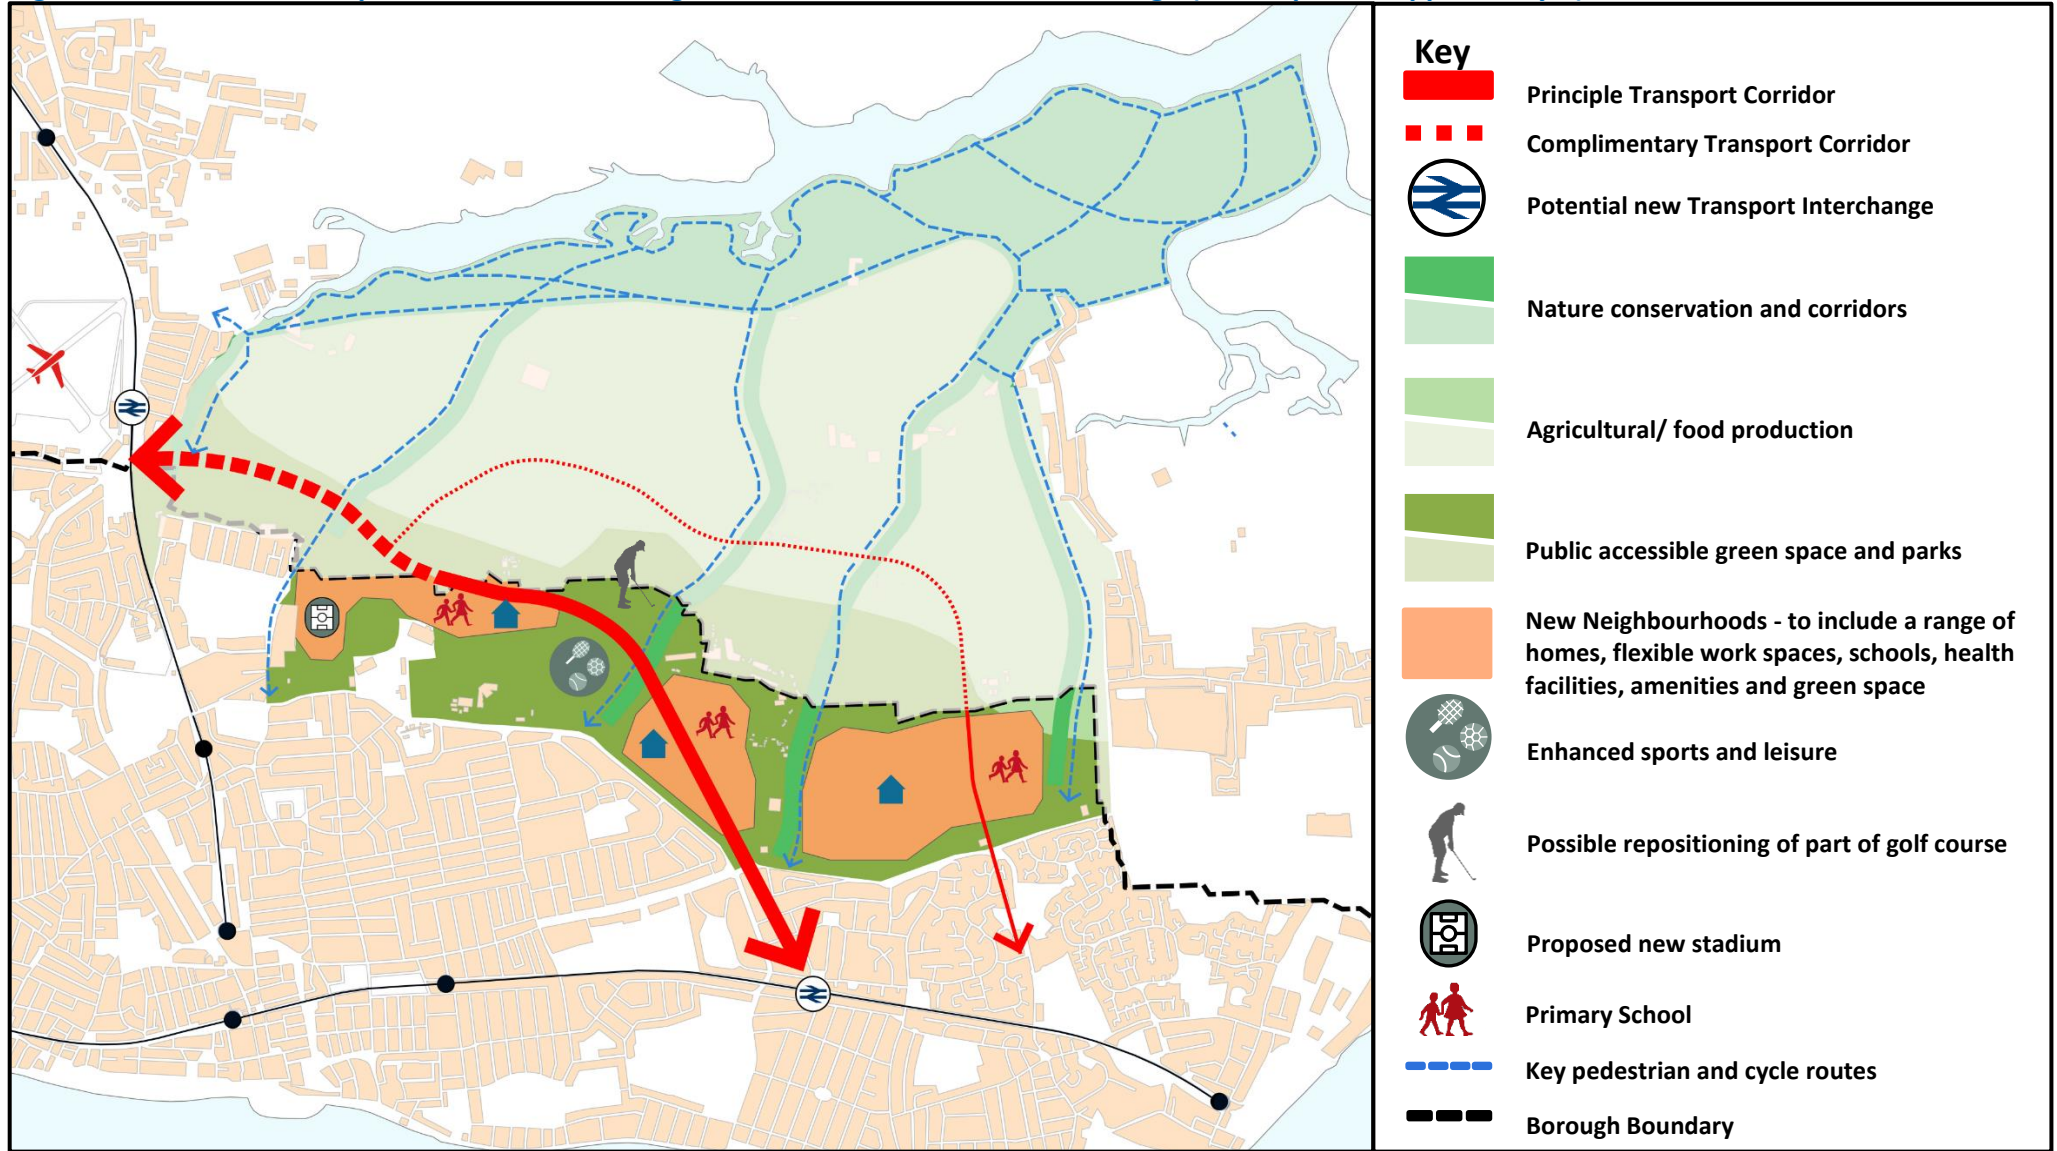 Key
Principle Transport Corridor
Complimentary Transport Corridor
Potential new Transport Interchange
Nature conservation and corridors
Agricultural/ food production
Public accessible green space and parks
New Neighbourhoods - to include a range of
homes, flexible work spaces, schools, health
facilities, amenities and green space
Enhanced sports and leisure
Possible repositioning of part of golf course
Proposed new stadium
Primary School
Key pedestrian and cycle routes
Borough Boundary